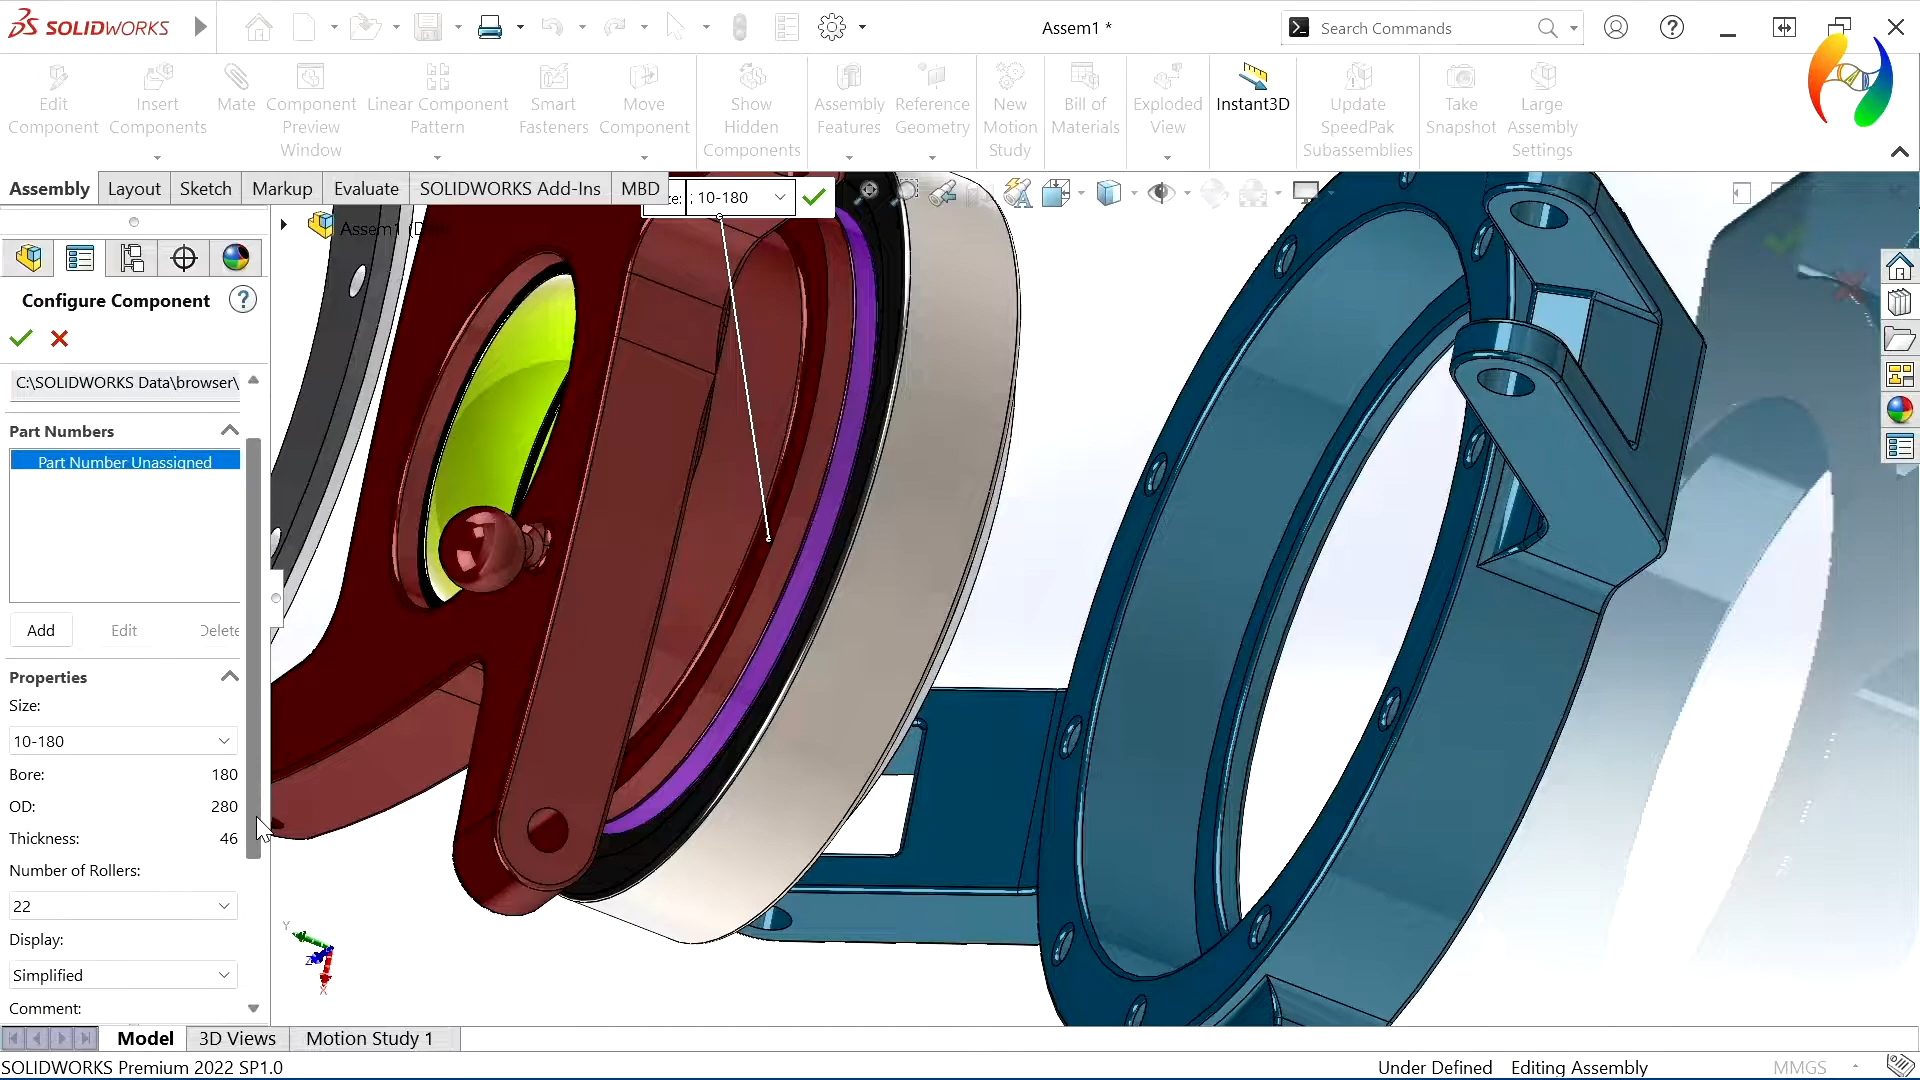 SOLIDWORKS
Assem1 *
Search Commands
Edit Component
Insert Components
Mate
Component Preview Window
Linear Component Pattern
Smart Fasteners
Move Component
Show Hidden Components
Assembly Features
Reference Geometry
New Motion Study
Bill of Materials
Exploded View
Instant3D
Update SpeedPak Subassemblies
Take Snapshot
Large Assembly Settings
Assembly
Layout
Sketch
Markup
Evaluate
SOLIDWORKS Add-Ins
MBD
ze: ; 10-180
Assem1 (D
Configure Component
C:\SOLIDWORKS Data\browser\
Part Numbers
Part Number Unassigned
Add
Edit
Delete
Properties
Size:
10-180
Bore: 180
OD: 280
Thickness: 46
Number of Rollers:
22
Display:
Simplified
Comment:
Y
Z
X
Model
3D Views
Motion Study 1
SOLIDWORKS Premium 2022 SP1.0
Under Defined
Editing Assembly
MMGS